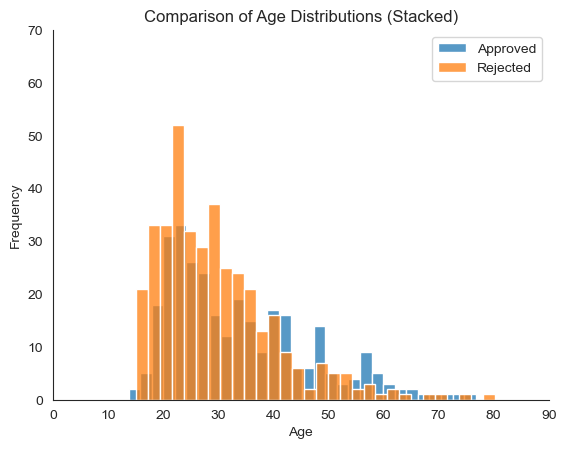 Comparison of Age Distributions (Stacked)
Approved
Rejected
Frequency
70
60
50
40
30
20
10
0
0 10 20 30 40 50 60 70 80 90
Age